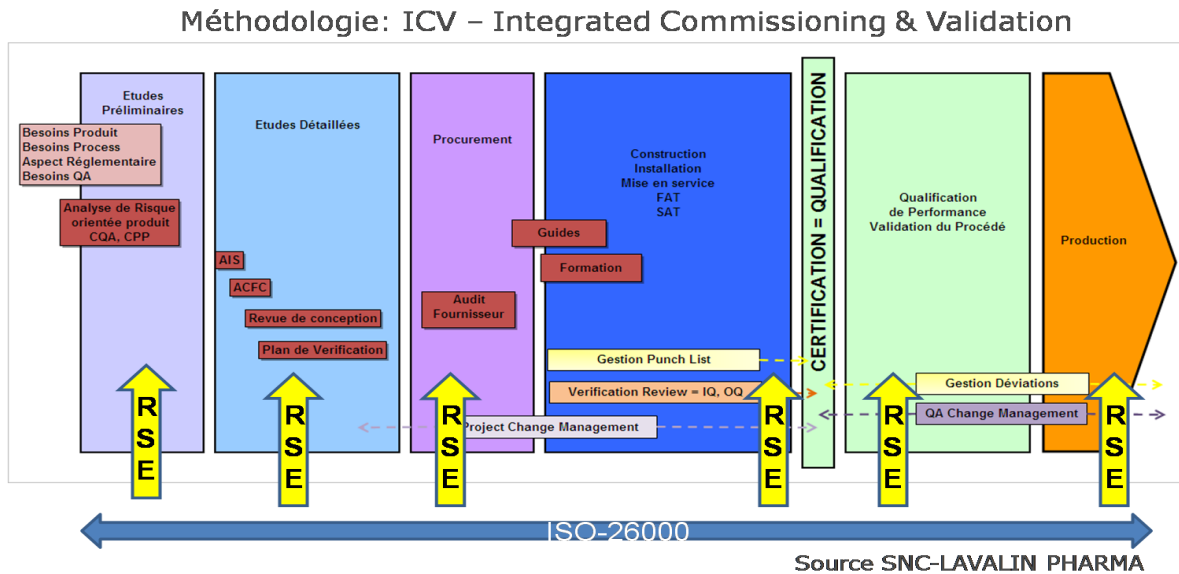 Méthodologie: ICV – Integrated Commissioning & Validation
Etudes
Préliminaires
Besoins Produit
Besoins Process
Aspect Réglementaire
Besoins QA
Analyse de Risque
orientée produit
CQA, CPP
Etudes Détaillées
AIS
ACFC
Revue de conception
Plan de Verification
Procurement
Audit
Fournisseur
Construction
Installation
Mise en service
FAT
SAT
Guides
Formation
Gestion Punch List
Verification Review = IQ, OQ
Project Change Management
CERTIFICATION = QUALIFICATION
Qualification
de Performance
Validation du Procédé
Production
Gestion Déviations
QA Change Management
RSE
RSE
RSE
RSE
RSE
RSE
ISO-26000
Source SNC-LAVALIN PHARMA